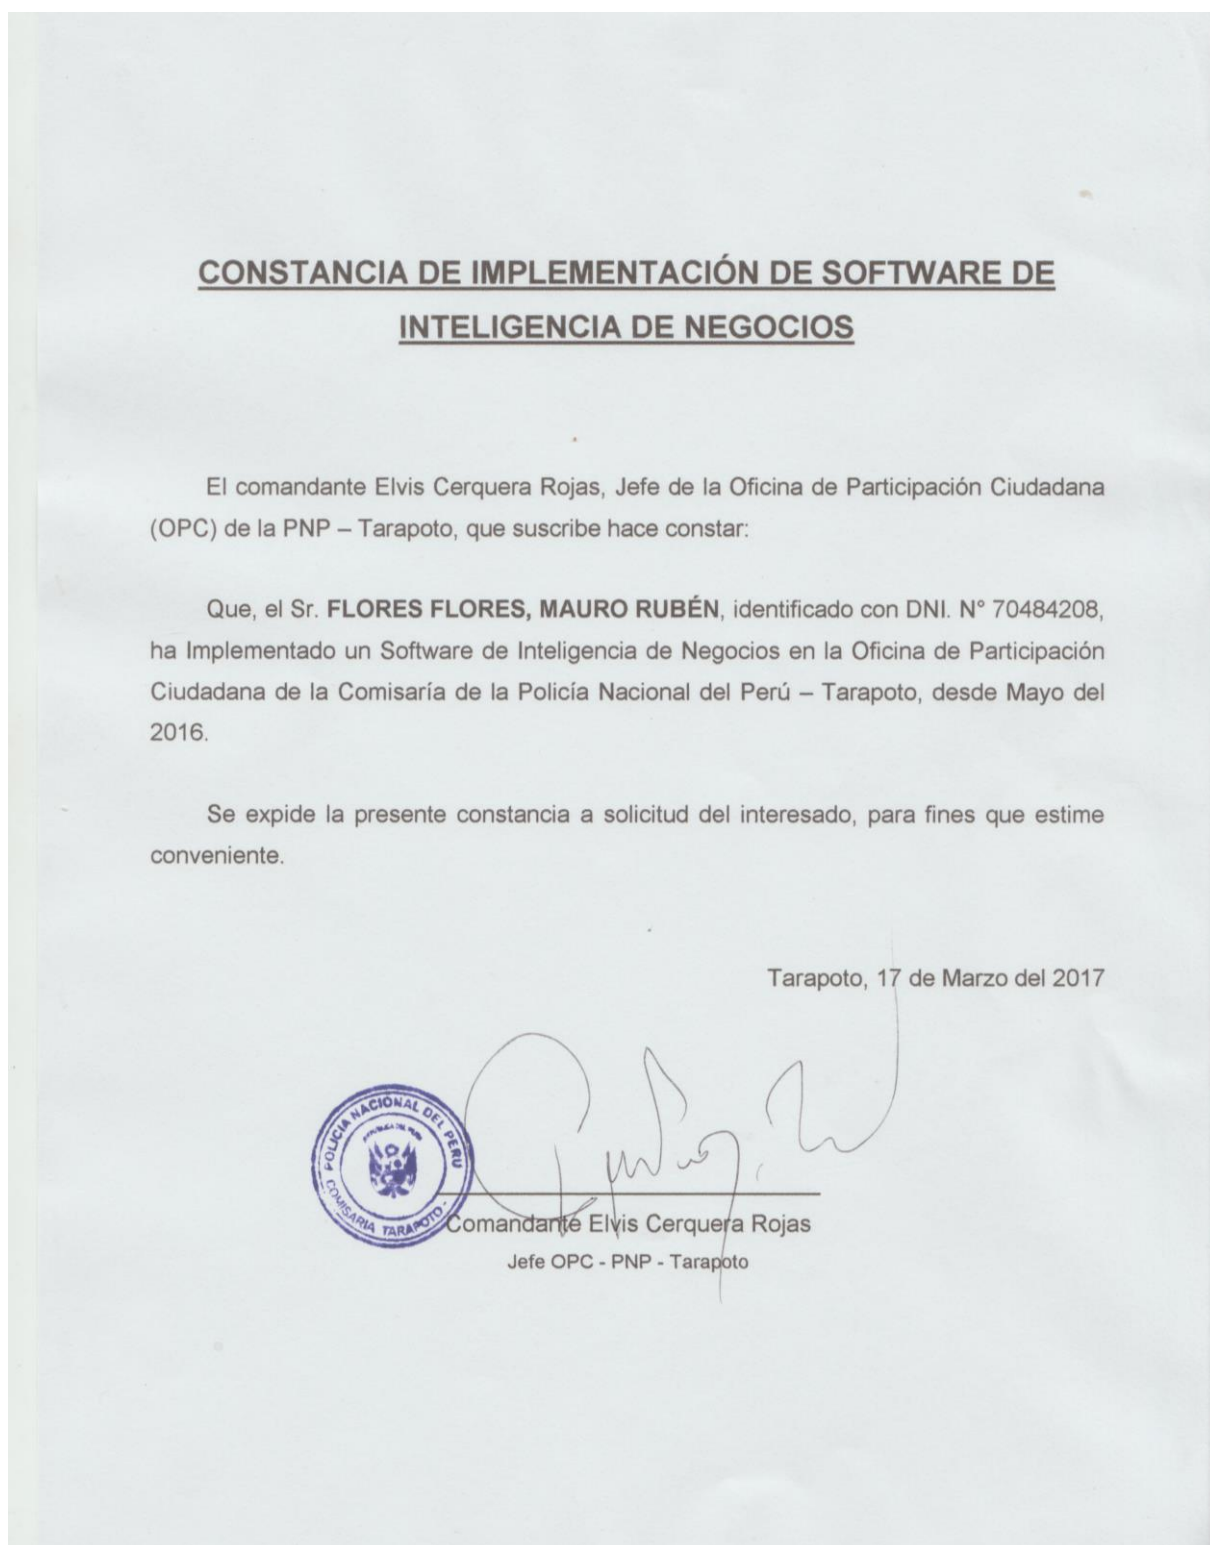 CONSTANCIA DE IMPLEMENTACIÓN DE SOFTWARE DE
INTELIGENCIA DE NEGOCIOS
El comandante Elvis Cerquera Rojas, Jefe de la Oficina de Participación Ciudadana
(OPC) de la PNP – Tarapoto, que suscribe hace constar:
Que, el Sr. FLORES FLORES, MAURO RUBÉN, identificado con DNI. N° 70484208,
ha Implementado un Software de Inteligencia de Negocios en la Oficina de Participación
Ciudadana de la Comisaría de la Policía Nacional del Perú – Tarapoto, desde Mayo del
2016.
Se expide la presente constancia a solicitud del interesado, para fines que estime
conveniente.
Tarapoto, 17 de Marzo del 2017
POLICIA NACIONAL DEL PERU
REPUBLICA DEL PERU
COMISARIA TARAPOTO -
Comandante Elvis Cerquera Rojas
Jefe OPC - PNP - Tarapoto